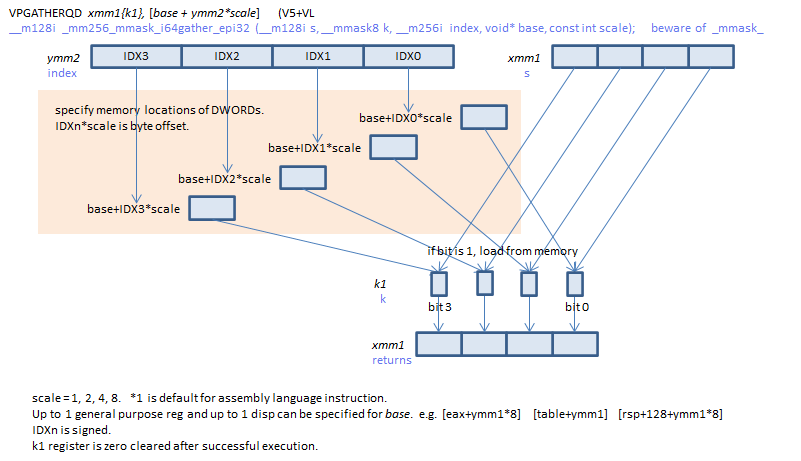 VPGATHERQD xmm1{k1}, [base + ymm2*scale] (V5+VL
__m128i _mm256_mmask_i64gather_epi32 (__m128i s, __mmask8 k, __m256i index, void* base, const int scale); beware of _mmask_
ymm2 IDX3 IDX2 IDX1 IDX0 xmm1
index s
specify memory locations of DWORDs.
IDXn*scale is byte offset.
base+IDX0*scale
base+IDX1*scale
base+IDX2*scale
base+IDX3*scale
if bit is 1, load from memory
k1
k
bit 3 bit 0
xmm1
returns
scale = 1, 2, 4, 8. *1 is default for assembly language instruction.
Up to 1 general purpose reg and up to 1 disp can be specified for base. e.g. [eax+ymm1*8] [table+ymm1] [rsp+128+ymm1*8]
IDXn is signed.
k1 register is zero cleared after successful execution.